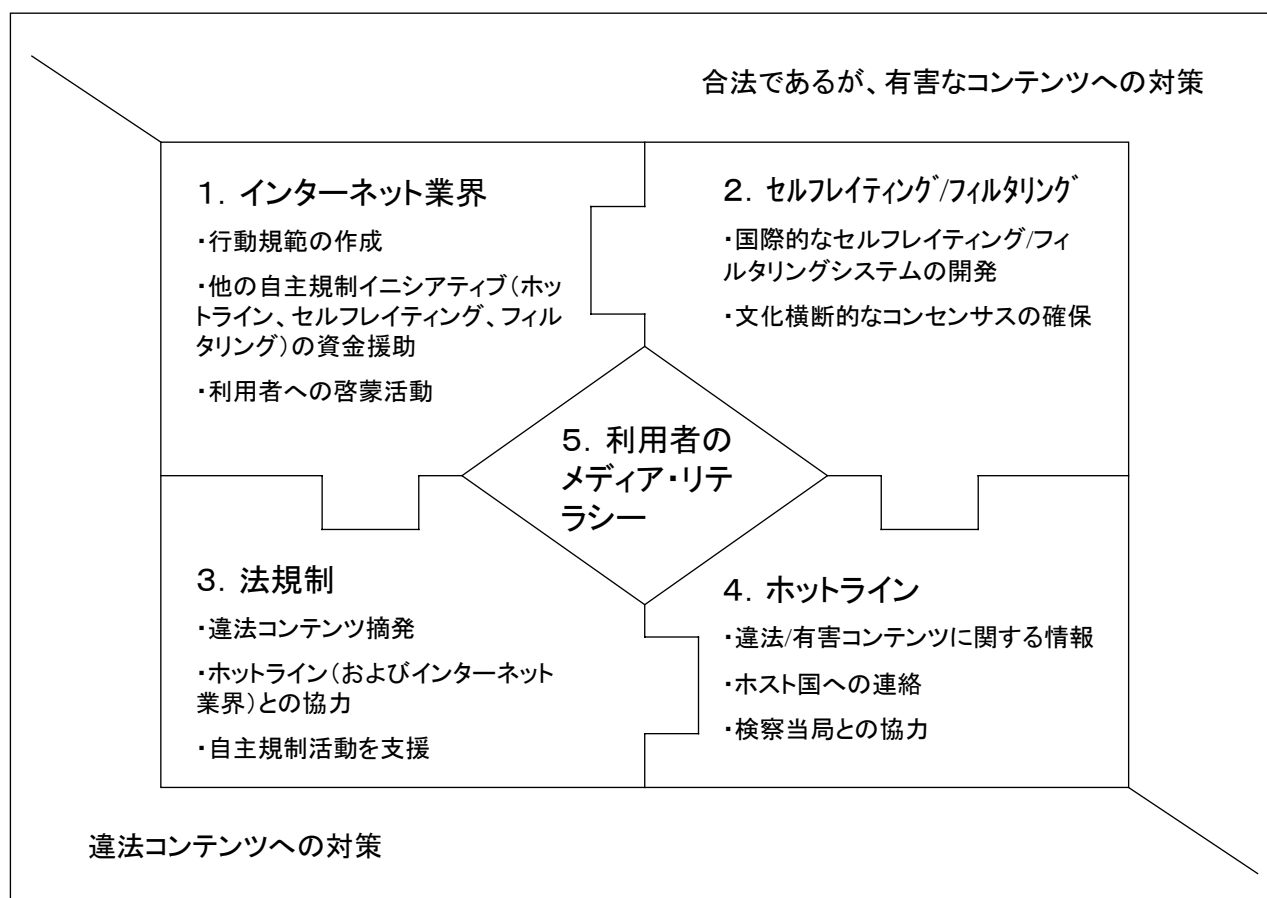 合法であるが、有害なコンテンツへの対策
1．インターネット業界
・行動規範の作成
・他の自主規制イニシアティブ（ホッ
トライン、セルフレイティング、フィル
タリング）の資金援助
・利用者への啓蒙活動
2．セルフレイティング/フィルタリング
・国際的なセルフレイティング/フィ
ルタリングシステムの開発
・文化横断的なコンセンサスの確保
5．利用者の
メディア・リテ
ラシー
3．法規制
・違法コンテンツ摘発
・ホットライン（およびインターネット
業界）との協力
・自主規制活動を支援
4．ホットライン
・違法/有害コンテンツに関する情報
・ホスト国への連絡
・検察当局との協力
違法コンテンツへの対策